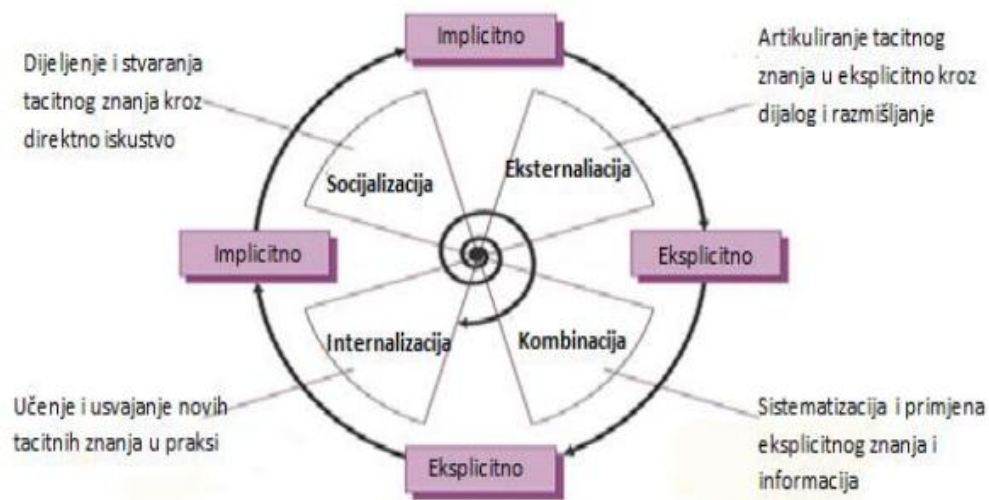 Implicitno
Dijeljenje i stvaranja
tacitnog znanja kroz
direktno iskustvo
Artikuliranje tacitnog
znanja u eksplicitno kroz
dijalog i razmišljanje
Socijalizacija
Eksternaliacija
Implicitno
Eksplicitno
Internalizacija
Kombinacija
Učenje i usvajanje novih
tacitnih znanja u praksi
Sistematizacija i primjena
eksplicitnog znanja i
informacija
Eksplicitno